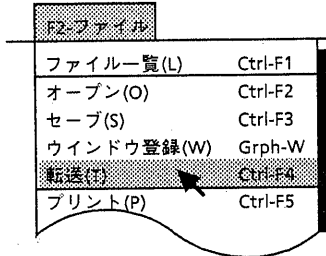 F2-ファイル
ファイル一覧(L) Ctrl-F1
オープン(O) Ctrl-F2
セーブ(S) Ctrl-F3
ウインドウ登録(W) Grph-W
転送(T) Ctrl-F4
プリント(P) Ctrl-F5